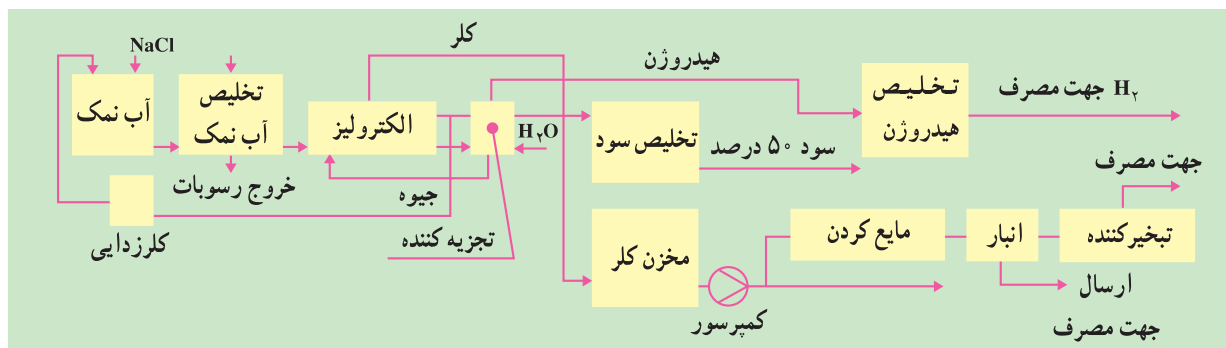 کلر
NaCl
هیدروژن
آب نمک
تخلیص
آب نمک
الکترولیز
H۲O
تخلیص سود
تـخـلـیـص
هیدروژن
H۲ جهت مصرف
سود ۵۰ درصد
جهت مصرف
خروج رسوبات
جیوه
کلرزدایی
تجزیه کننده
مخزن کلر
مایع کردن
انبار
تبخیرکننده
کمپرسور
ارسال
جهت مصرف